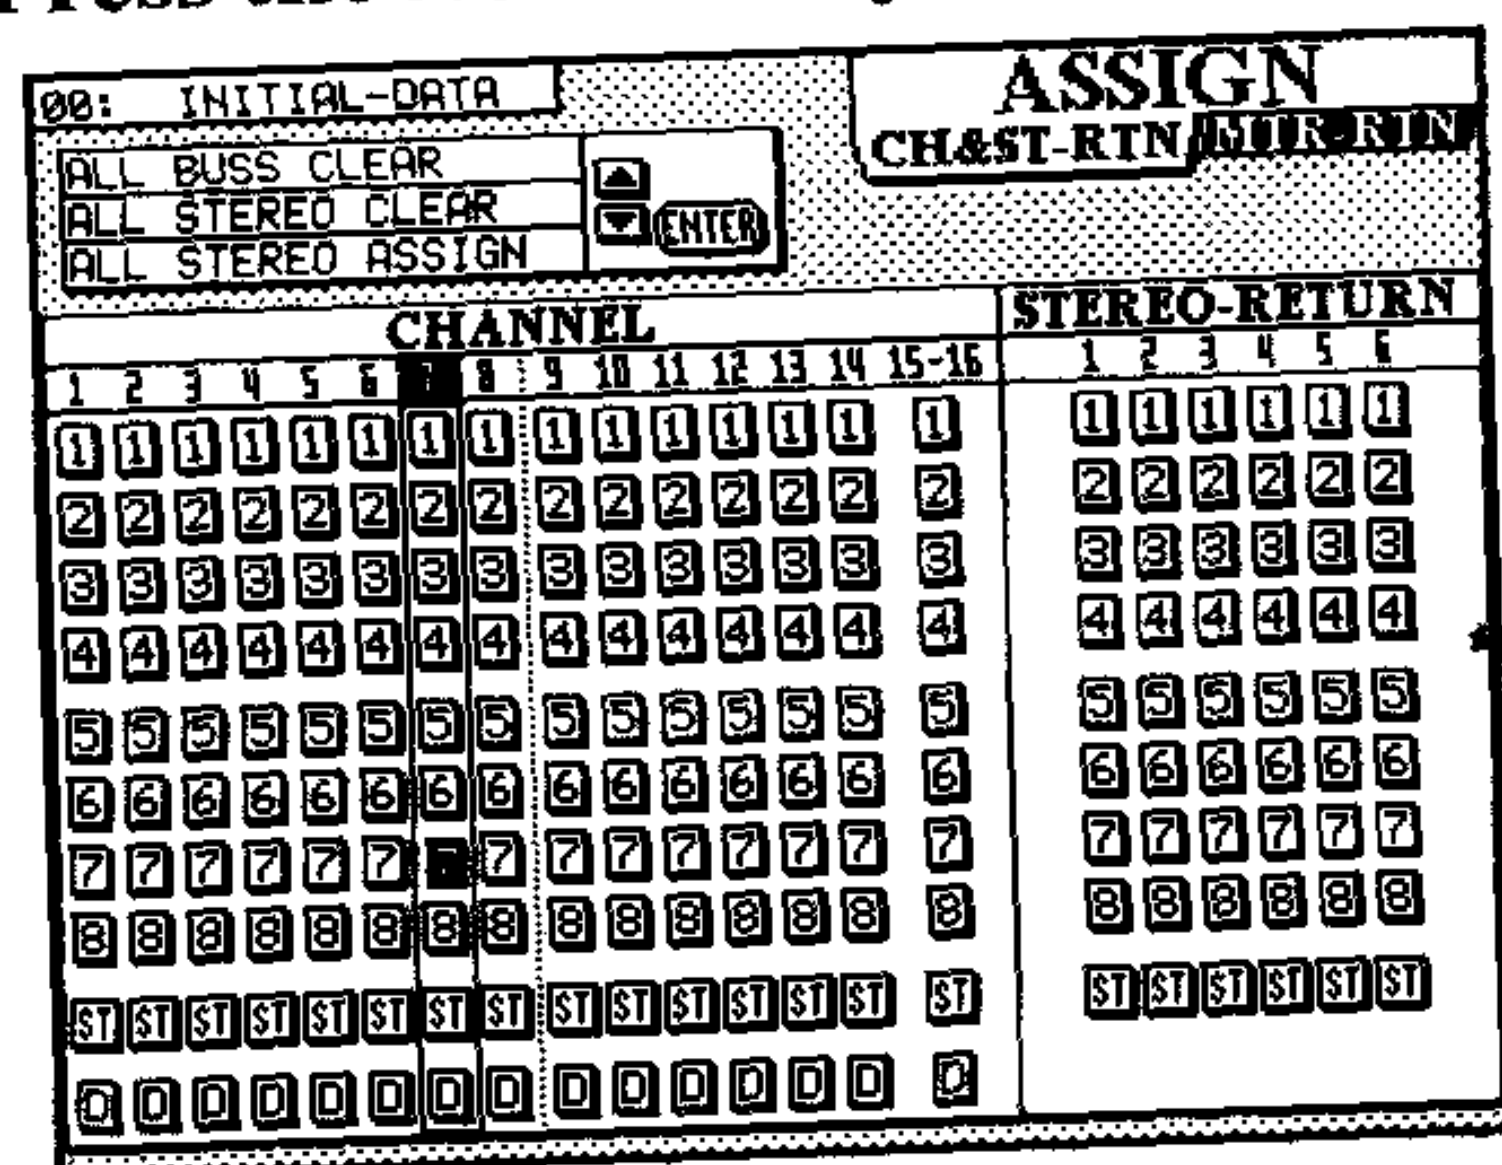 00: INITIAL-DATA
ASSIGN
CH&ST-RTN MTR-RTN
ALL BUSS CLEAR
ALL STEREO CLEAR
ALL STEREO ASSIGN
ENTER
CHANNEL STEREO-RETURN
1 2 3 4 5 6 7 8 9 10 11 12 13 14 15-16 1 2 3 4 5 6
1 1 1 1 1 1 1 1 1 1 1 1 1 1 1 1 1 1 1 1 1
2 2 2 2 2 2 2 2 2 2 2 2 2 2 2 2 2 2 2 2 2
3 3 3 3 3 3 3 3 3 3 3 3 3 3 3 3 3 3 3 3 3
4 4 4 4 4 4 4 4 4 4 4 4 4 4 4 4 4 4 4 4 4
5 5 5 5 5 5 5 5 5 5 5 5 5 5 5 5 5 5 5 5 5
6 6 6 6 6 6 6 6 6 6 6 6 6 6 6 6 6 6 6 6 6
7 7 7 7 7 7 7 7 7 7 7 7 7 7 7 7 7 7 7 7 7
8 8 8 8 8 8 8 8 8 8 8 8 8 8 8 8 8 8 8 8 8
ST ST ST ST ST ST ST ST ST ST ST ST ST ST ST ST ST ST ST ST ST
D D D D D D D D D D D D D D D